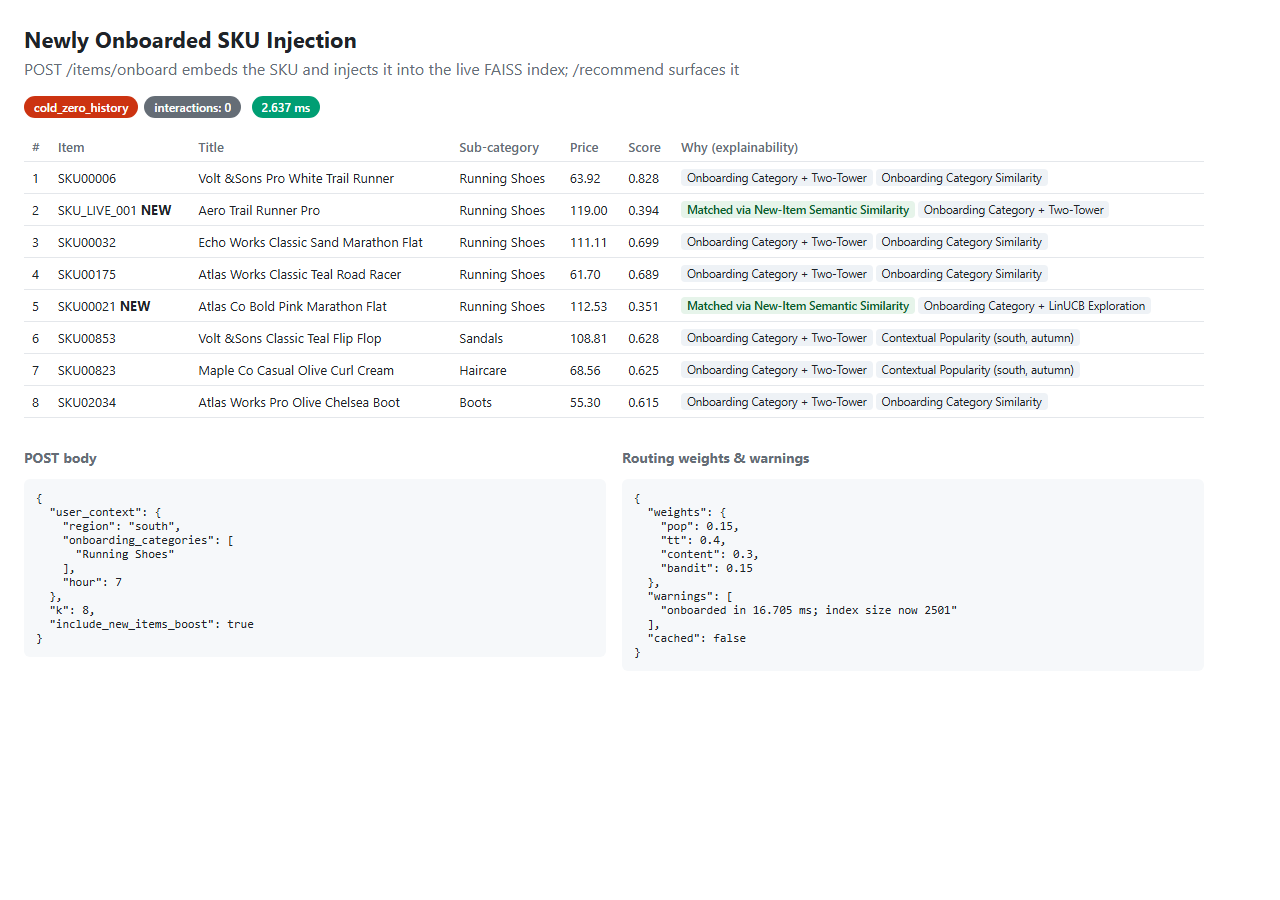 Newly Onboarded SKU Injection
POST /items/onboard embeds the SKU and injects it into the live FAISS index; /recommend surfaces it
cold_zero_history interactions: 0 2.637 ms
# Item Title Sub-category Price Score Why (explainability)
1 SKU00006 Volt &Sons Pro White Trail Runner Running Shoes 63.92 0.828 Onboarding Category + Two-Tower Onboarding Category Similarity
2 SKU_LIVE_001 NEW Aero Trail Runner Pro Running Shoes 119.00 0.394 Matched via New-Item Semantic Similarity Onboarding Category + Two-Tower
3 SKU00032 Echo Works Classic Sand Marathon Flat Running Shoes 111.11 0.699 Onboarding Category + Two-Tower Onboarding Category Similarity
4 SKU00175 Atlas Works Classic Teal Road Racer Running Shoes 61.70 0.689 Onboarding Category + Two-Tower Onboarding Category Similarity
5 SKU00021 NEW Atlas Co Bold Pink Marathon Flat Running Shoes 112.53 0.351 Matched via New-Item Semantic Similarity Onboarding Category + LinUCB Exploration
6 SKU00853 Volt &Sons Classic Teal Flip Flop Sandals 108.81 0.628 Onboarding Category + Two-Tower Contextual Popularity (south, autumn)
7 SKU00823 Maple Co Casual Olive Curl Cream Haircare 68.56 0.625 Onboarding Category + Two-Tower Contextual Popularity (south, autumn)
8 SKU02034 Atlas Works Pro Olive Chelsea Boot Boots 55.30 0.615 Onboarding Category + Two-Tower Onboarding Category Similarity
POST body
{
  "user_context": {
    "region": "south",
    "onboarding_categories": [
      "Running Shoes"
    ],
    "hour": 7
  },
  "k": 8,
  "include_new_items_boost": true
}
Routing weights & warnings
{
  "weights": {
    "pop": 0.15,
    "tt": 0.4,
    "content": 0.3,
    "bandit": 0.15
  },
  "warnings": [
    "onboarded in 16.705 ms; index size now 2501"
  ],
  "cached": false
}